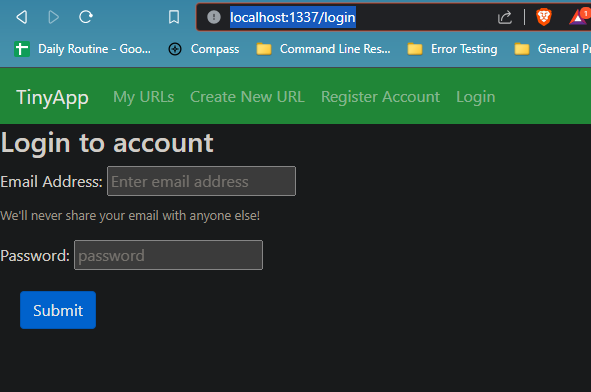 localhost:1337/login
1
Daily Routine - Goo...
Compass
Command Line Res...
Error Testing
General Pr
TinyApp My URLs Create New URL Register Account Login
Login to account
Email Address: Enter email address
We'll never share your email with anyone else!
Password: password
Submit